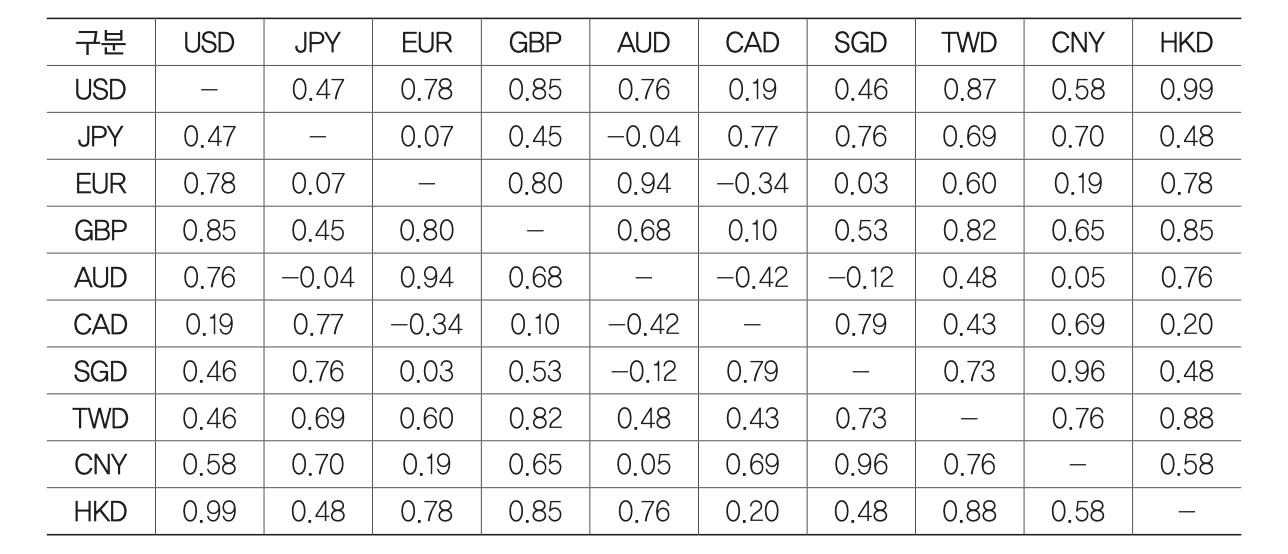 구분 USD JPY EUR GBP AUD CAD SGD TWD CNY HKD
USD – 0.47 0.78 0.85 0.76 0.19 0.46 0.87 0.58 0.99
JPY 0.47 – 0.07 0.45 −0.04 0.77 0.76 0.69 0.70 0.48
EUR 0.78 0.07 – 0.80 0.94 −0.34 0.03 0.60 0.19 0.78
GBP 0.85 0.45 0.80 – 0.68 0.10 0.53 0.82 0.65 0.85
AUD 0.76 −0.04 0.94 0.68 – −0.42 −0.12 0.48 0.05 0.76
CAD 0.19 0.77 −0.34 0.10 −0.42 – 0.79 0.43 0.69 0.20
SGD 0.46 0.76 0.03 0.53 −0.12 0.79 – 0.73 0.96 0.48
TWD 0.46 0.69 0.60 0.82 0.48 0.43 0.73 – 0.76 0.88
CNY 0.58 0.70 0.19 0.65 0.05 0.69 0.96 0.76 – 0.58
HKD 0.99 0.48 0.78 0.85 0.76 0.20 0.48 0.88 0.58 –